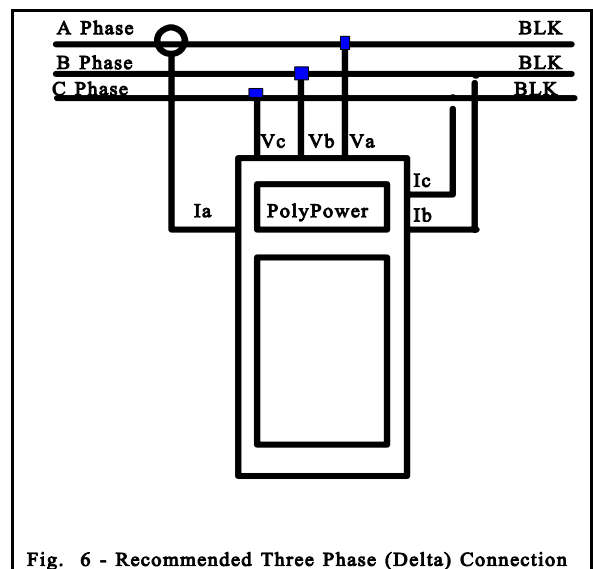 A Phase BLK
B Phase BLK
C Phase BLK
Vc Vb Va
Ic
Ia PolyPower Ib
Fig. 6 - Recommended Three Phase (Delta) Connection